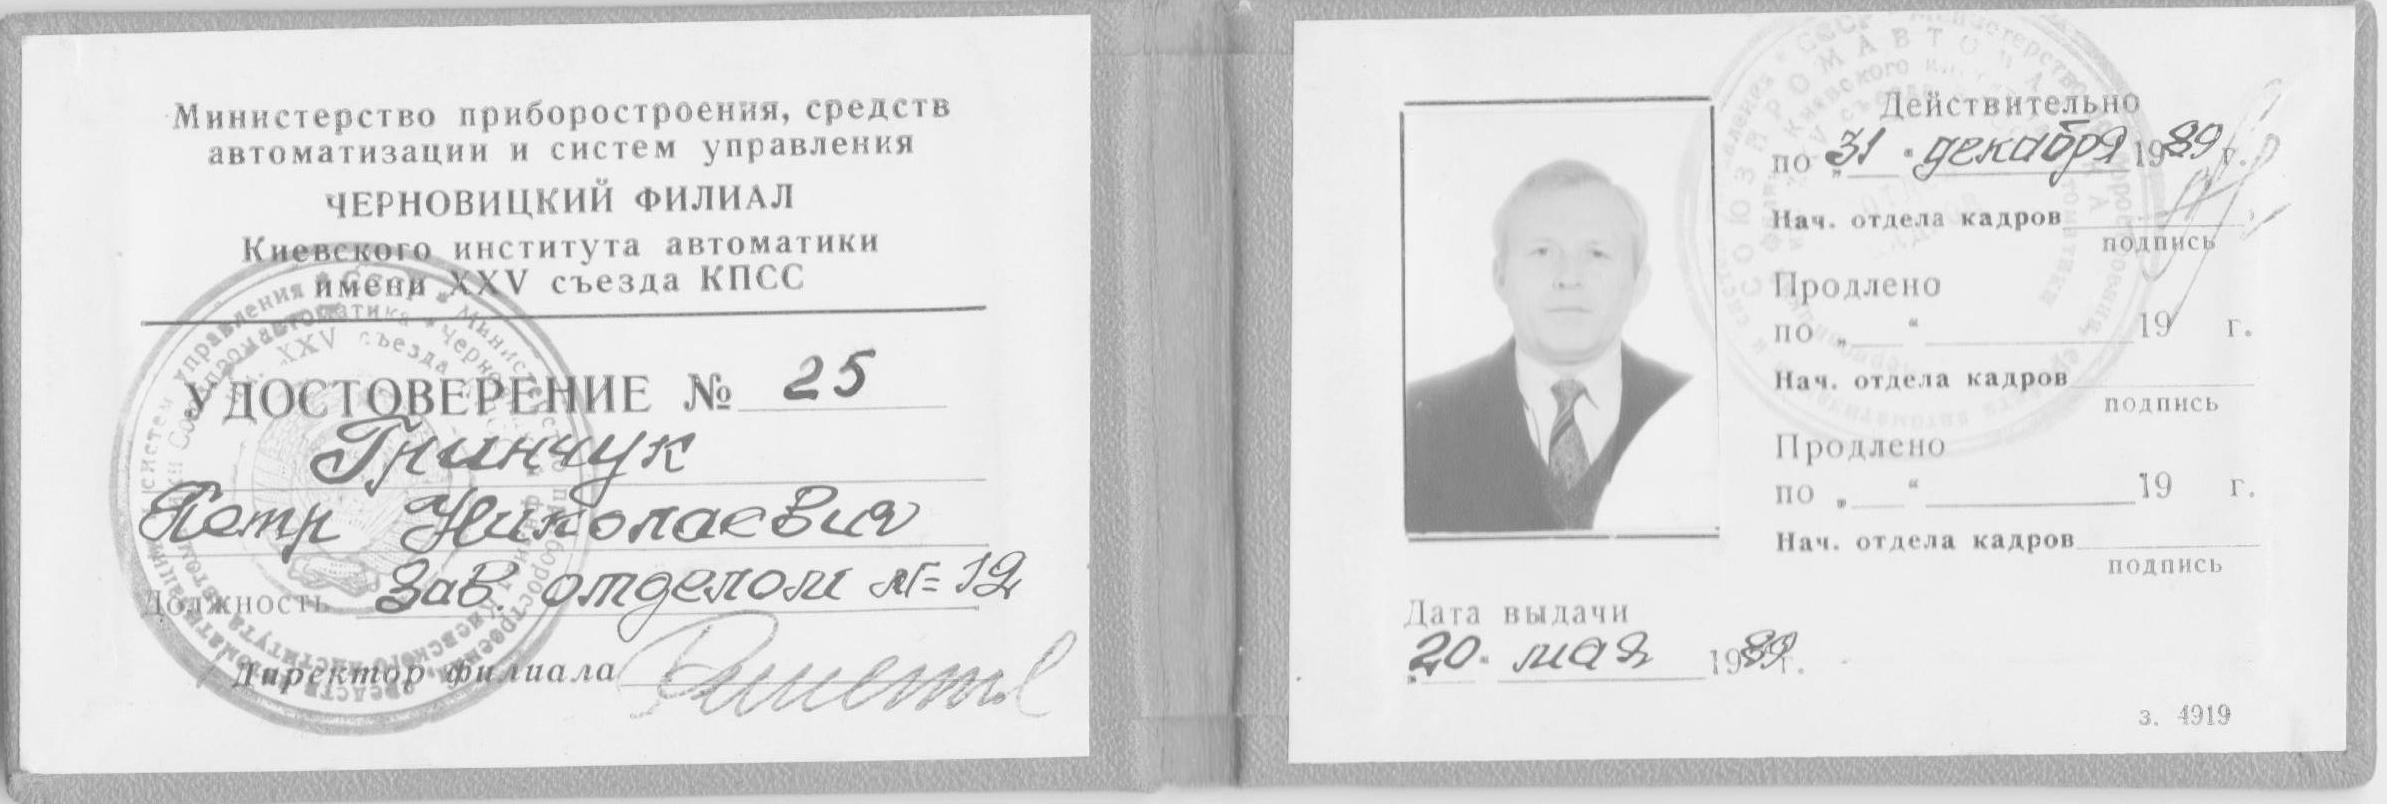 Министерство приборостроения, средств
автоматизации и систем управления
ЧЕРНОВИЦКИЙ ФИЛИАЛ
Киевского института автоматики
имени XXV съезда КПСС
УДОСТОВЕРЕНИЕ № 25
Гринчук
Петр Николаевич
Должность Зав. отделом № 12
Директор филиала
Действительно
по „31“ декабря 1989 г.
Нач. отдела кадров
подпись
Продлено
по „ “ 19 г.
Нач. отдела кадров
подпись
Продлено
по „ “ 19 г.
Нач. отдела кадров
подпись
Дата выдачи
„20“ мая 1989 г.
з. 4919